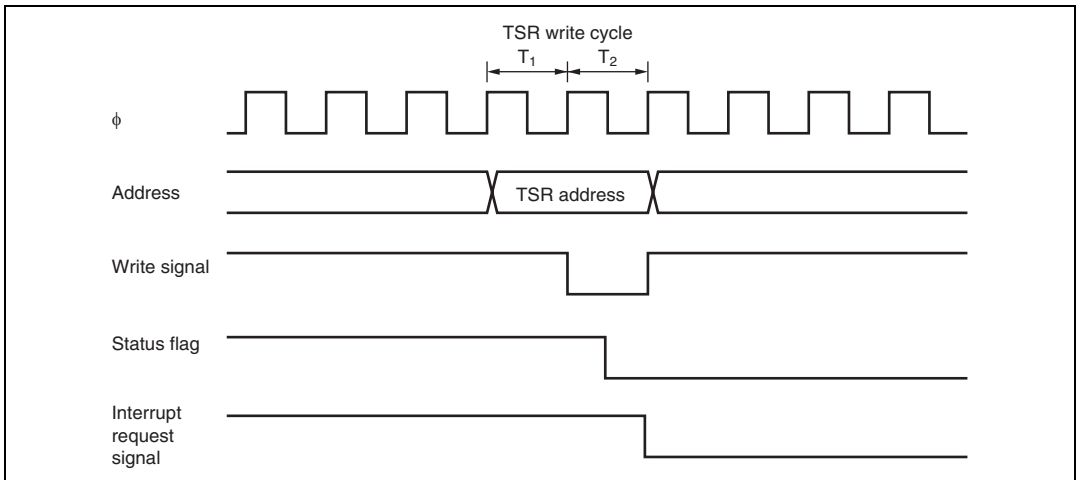 TSR write cycle
T₁ T₂
ϕ
Address
TSR address
Write signal
Status flag
Interrupt
request
signal